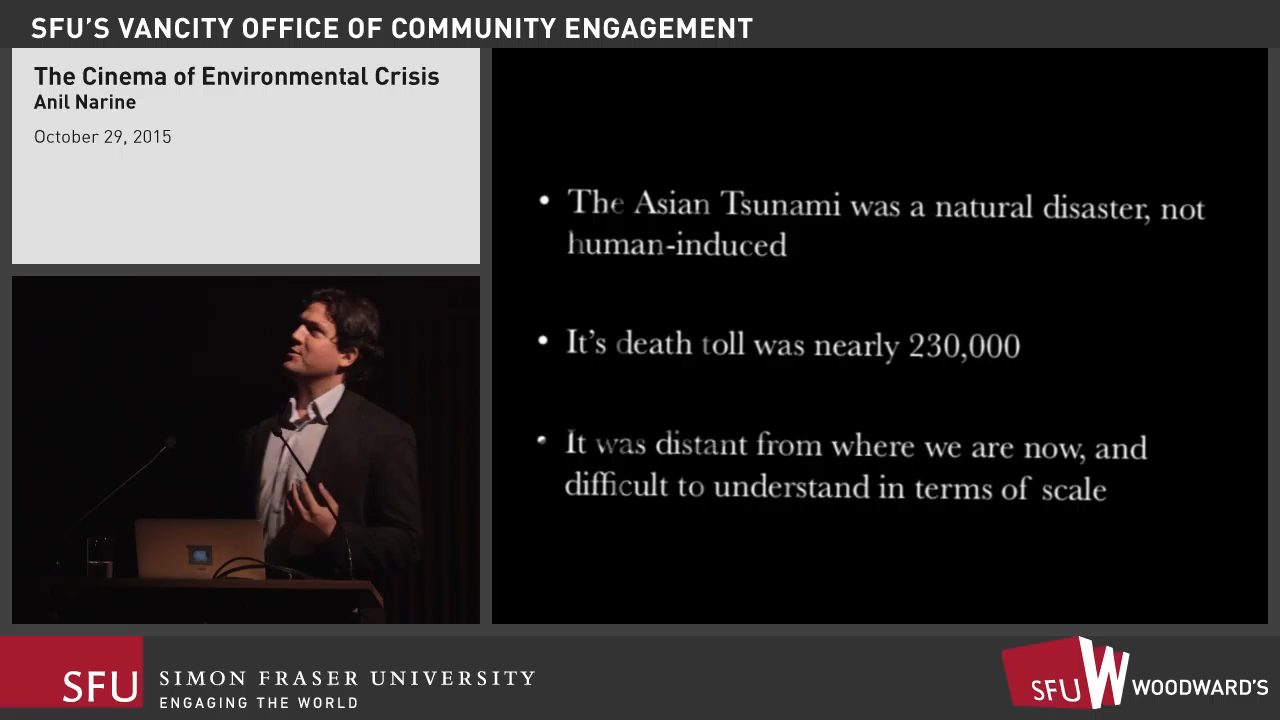 SFU'S VANCITY OFFICE OF COMMUNITY ENGAGEMENT
The Cinema of Environmental Crisis
Anil Narine
October 29, 2015
• The Asian Tsunami was a natural disaster, not
human-induced
• It's death toll was nearly 230,000
• It was distant from where we are now, and
difficult to understand in terms of scale
SFU SIMON FRASER UNIVERSITY
ENGAGING THE WORLD
SFU W WOODWARD'S